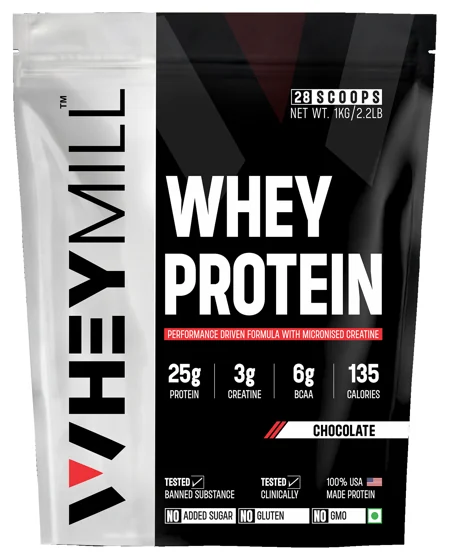 WHEYMILL™
28 SCOOPS
NET WT. 1KG/2.2LB
WHEY
PROTEIN
PERFORMANCE DRIVEN FORMULA WITH MICRONISED CREATINE
25g 3g 6g 135
PROTEIN CREATINE BCAA CALORIES
CHOCOLATE
TESTED TESTED 100% USA
BANNED SUBSTANCE CLINICALLY MADE PROTEIN
NO ADDED SUGAR NO GLUTEN NO GMO